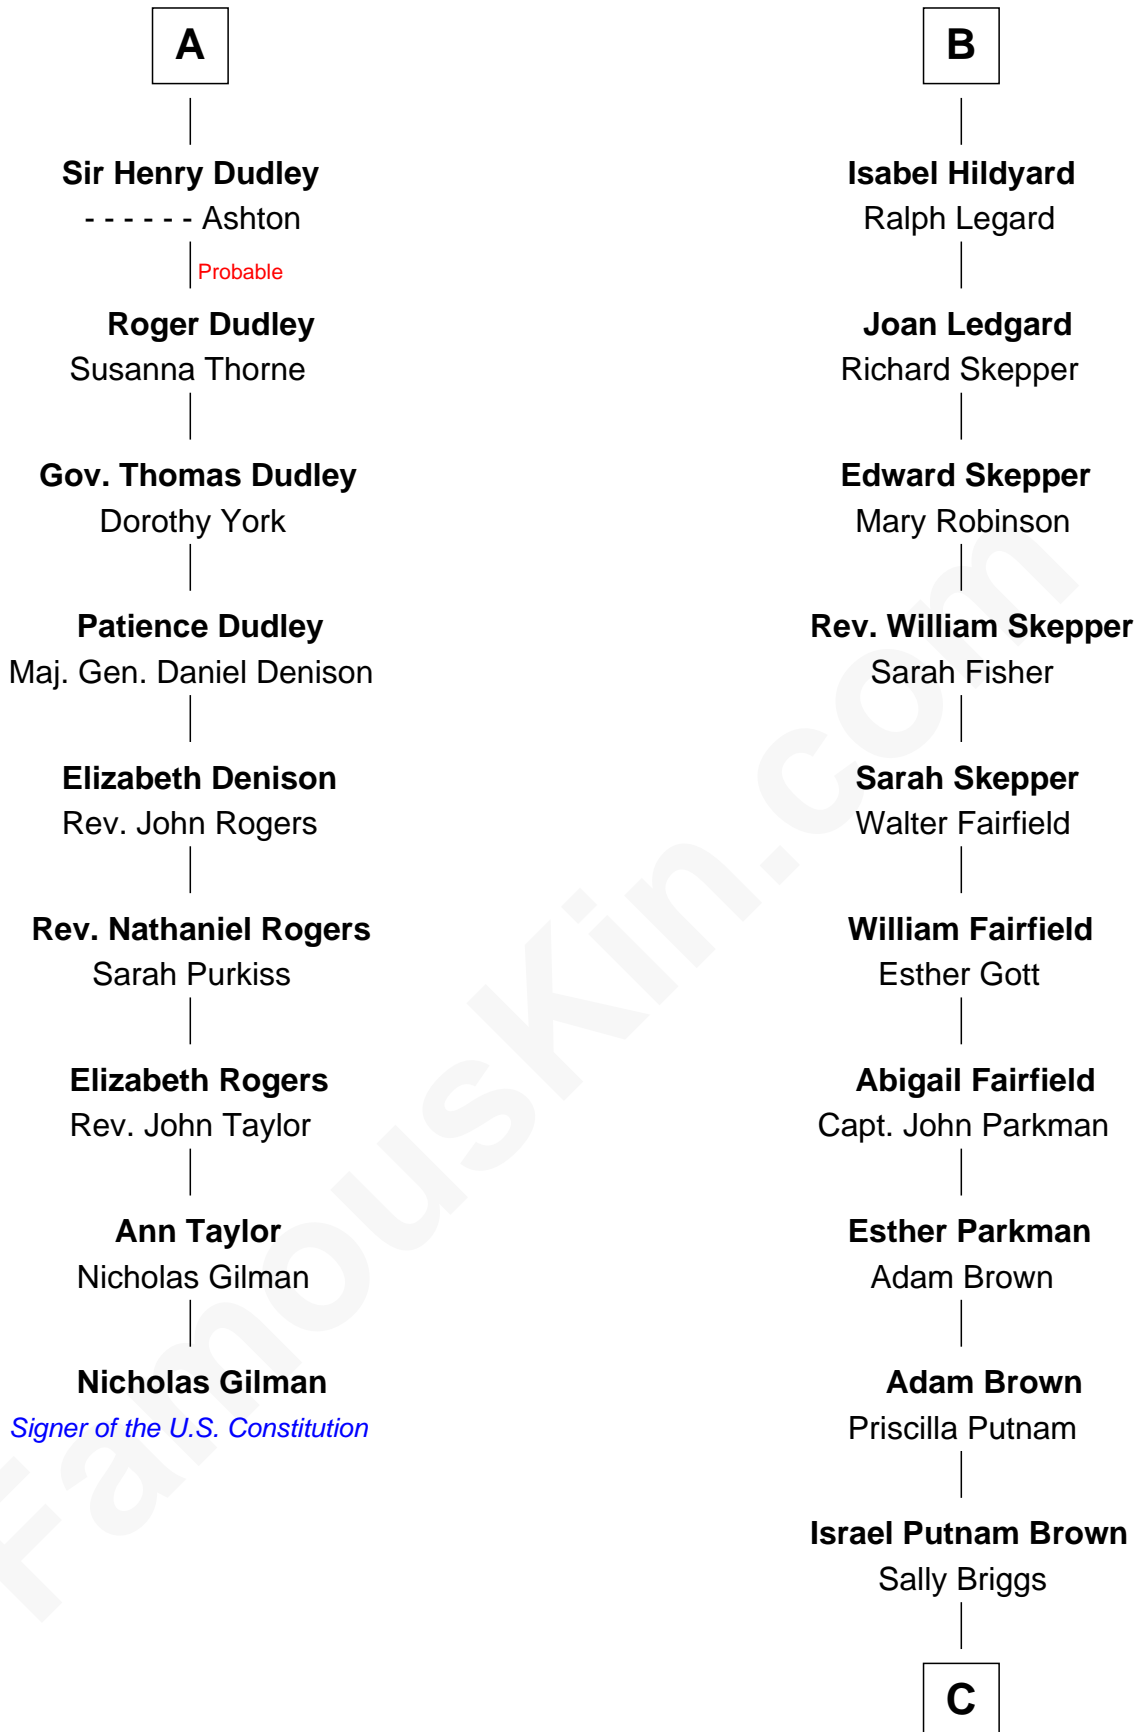 A
Sir Henry Dudley
- - - - - - Ashton
Probable
Roger Dudley
Susanna Thorne
Gov. Thomas Dudley
Dorothy York
Patience Dudley
Maj. Gen. Daniel Denison
Elizabeth Denison
Rev. John Rogers
Rev. Nathaniel Rogers
Sarah Purkiss
Elizabeth Rogers
Rev. John Taylor
Ann Taylor
Nicholas Gilman
Nicholas Gilman
Signer of the U.S. Constitution
B
Isabel Hildyard
Ralph Legard
Joan Ledgard
Richard Skepper
Edward Skepper
Mary Robinson
Rev. William Skepper
Sarah Fisher
Sarah Skepper
Walter Fairfield
William Fairfield
Esther Gott
Abigail Fairfield
Capt. John Parkman
Esther Parkman
Adam Brown
Adam Brown
Priscilla Putnam
Israel Putnam Brown
Sally Briggs
C
FamousKin.com